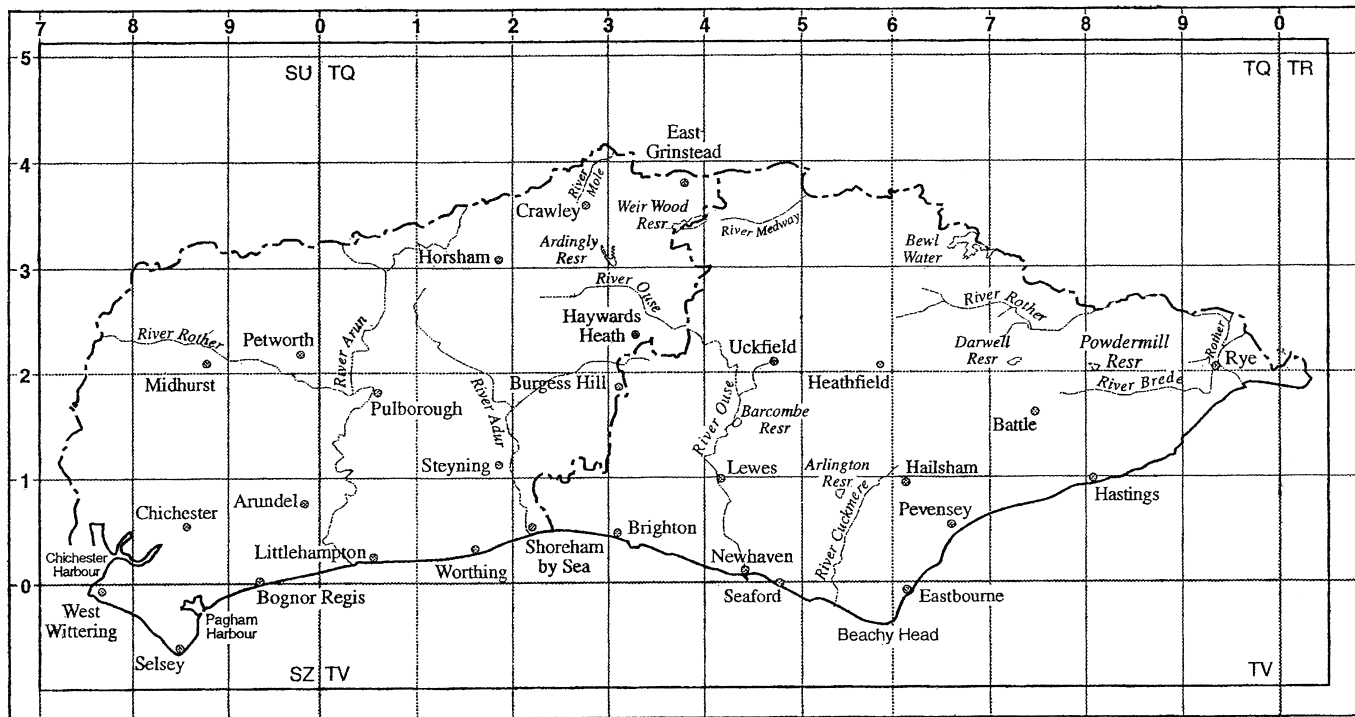 7 8 9 0 1 2 3 4 5 6 7 8 9 0
5
SU TQ
TQ TR
4
East
Grinstead
River
Mole
Crawley
Weir Wood
Resr
River Medway
Ardingly
Resr
Bewl
Water
Horsham
3
River Ouse
River Rother
Haywards
Heath
River Rother
Petworth
River Arun
Uckfield
Darwell
Resr
Powdermill
Resr
Rother
Rye
Midhurst
2
Burgess Hill
Heathfield
River Brede
Pulborough
River Adur
River Ouse
Barcombe
Resr
Battle
Steyning
Lewes
Arlington
Resr
Hailsham
1
Hastings
Arundel
Chichester
Pevensey
River Cuckmere
Brighton
Chichester
Harbour
Littlehampton
Worthing
Shoreham
by Sea
Newhaven
0
Bognor Regis
Seaford
Eastbourne
West
Wittering
Pagham
Harbour
Beachy Head
Selsey
SZ TV
TV